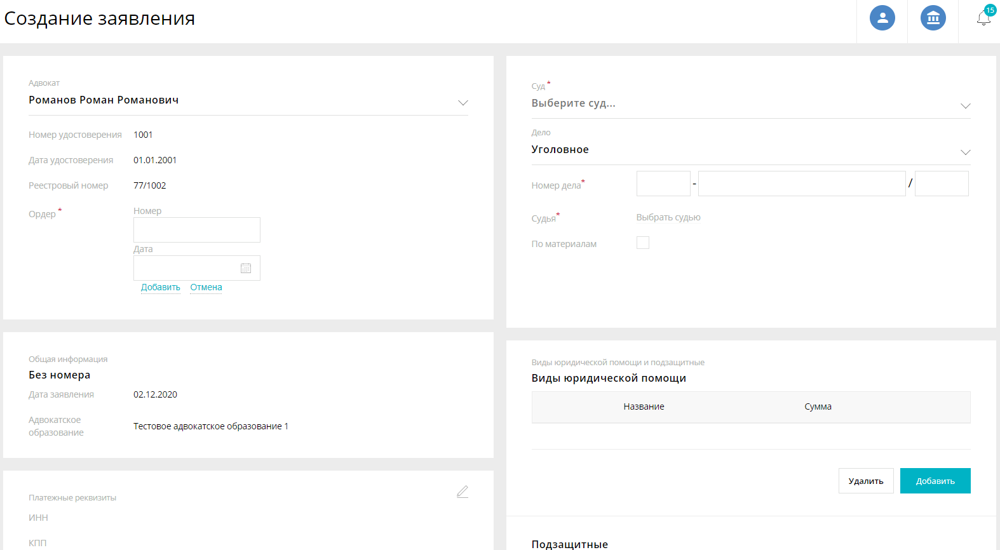 Создание заявления
15
Адвокат
Романов Роман Романович
Номер удостоверения 1001
Дата удостоверения 01.01.2001
Реестровый номер 77/1002
Ордер *
Номер
Дата
Добавить Отмена
Общая информация
Без номера
Дата заявления 02.12.2020
Адвокатское
образование
Тестовое адвокатское образование 1
Платежные реквизиты
ИНН
КПП
Суд *
Выберите суд...
Дело
Уголовное
Номер дела* - /
Судья* Выбрать судью
По материалам
Виды юридической помощи и подзащитные
Виды юридической помощи
Название Сумма
Удалить Добавить
Подзащитные